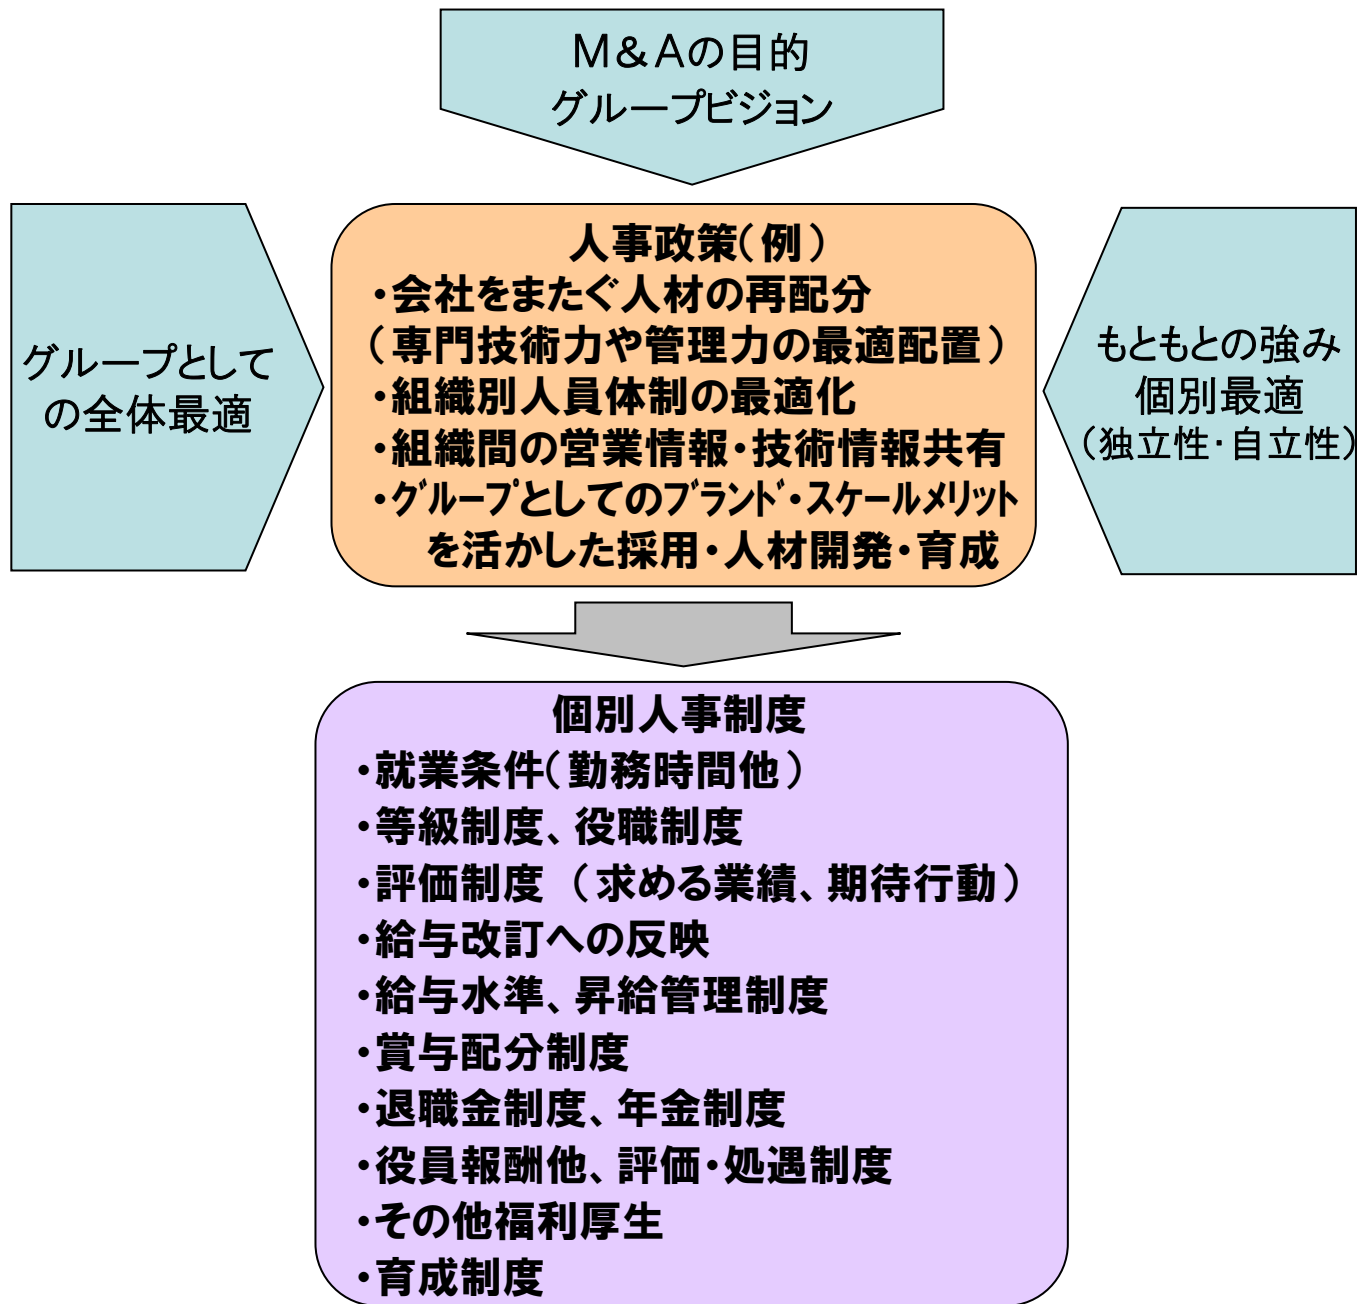 M&Aの目的
グループビジョン
グループとして
の全体最適
人事政策(例)
・会社をまたぐ人材の再配分
(専門技術力や管理力の最適配置)
・組織別人員体制の最適化
・組織間の営業情報・技術情報共有
・グループとしてのブランド・スケールメリット
を活かした採用・人材開発・育成
もともとの強み
個別最適
(独立性・自立性)
個別人事制度
・就業条件(勤務時間他)
・等級制度、役職制度
・評価制度 (求める業績、期待行動)
・給与改訂への反映
・給与水準、昇給管理制度
・賞与配分制度
・退職金制度、年金制度
・役員報酬他、評価・処遇制度
・その他福利厚生
・育成制度